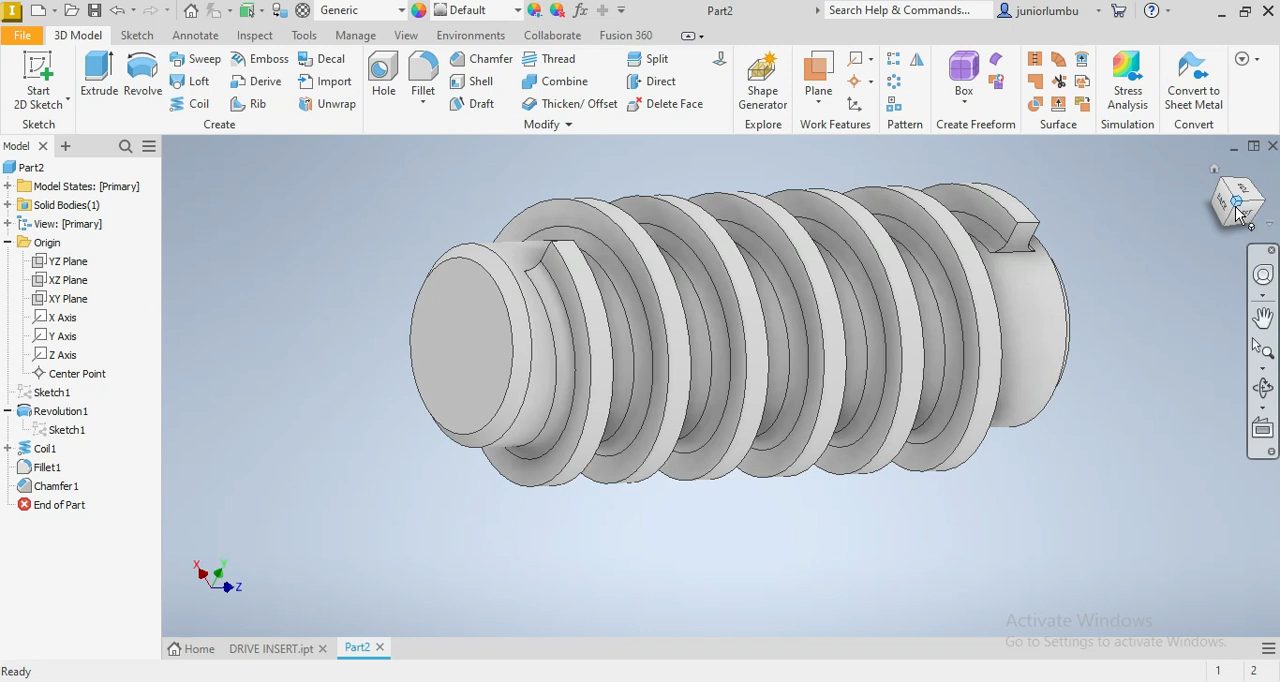 Generic
Default
Part2
Search Help & Commands...
juniorlumbu
File
3D Model
Sketch
Annotate
Inspect
Tools
Manage
View
Environments
Collaborate
Fusion 360
Start
2D Sketch
Extrude
Revolve
Sweep
Loft
Coil
Emboss
Derive
Rib
Decal
Import
Unwrap
Hole
Fillet
Chamfer
Shell
Draft
Thread
Combine
Thicken/ Offset
Split
Direct
Delete Face
Shape
Generator
Plane
Box
Stress
Analysis
Convert to
Sheet Metal
Sketch
Create
Modify
Explore
Work Features
Pattern
Create Freeform
Surface
Simulation
Convert
Model
Part2
Model States: [Primary]
Solid Bodies(1)
View: [Primary]
Origin
YZ Plane
XZ Plane
XY Plane
X Axis
Y Axis
Z Axis
Center Point
Sketch1
Revolution1
Sketch1
Coil1
Fillet1
Chamfer1
End of Part
X
Y
Z
Activate Windows
Go to Settings to activate Windows.
Home
DRIVE INSERT.ipt
Part2
Ready
1
2